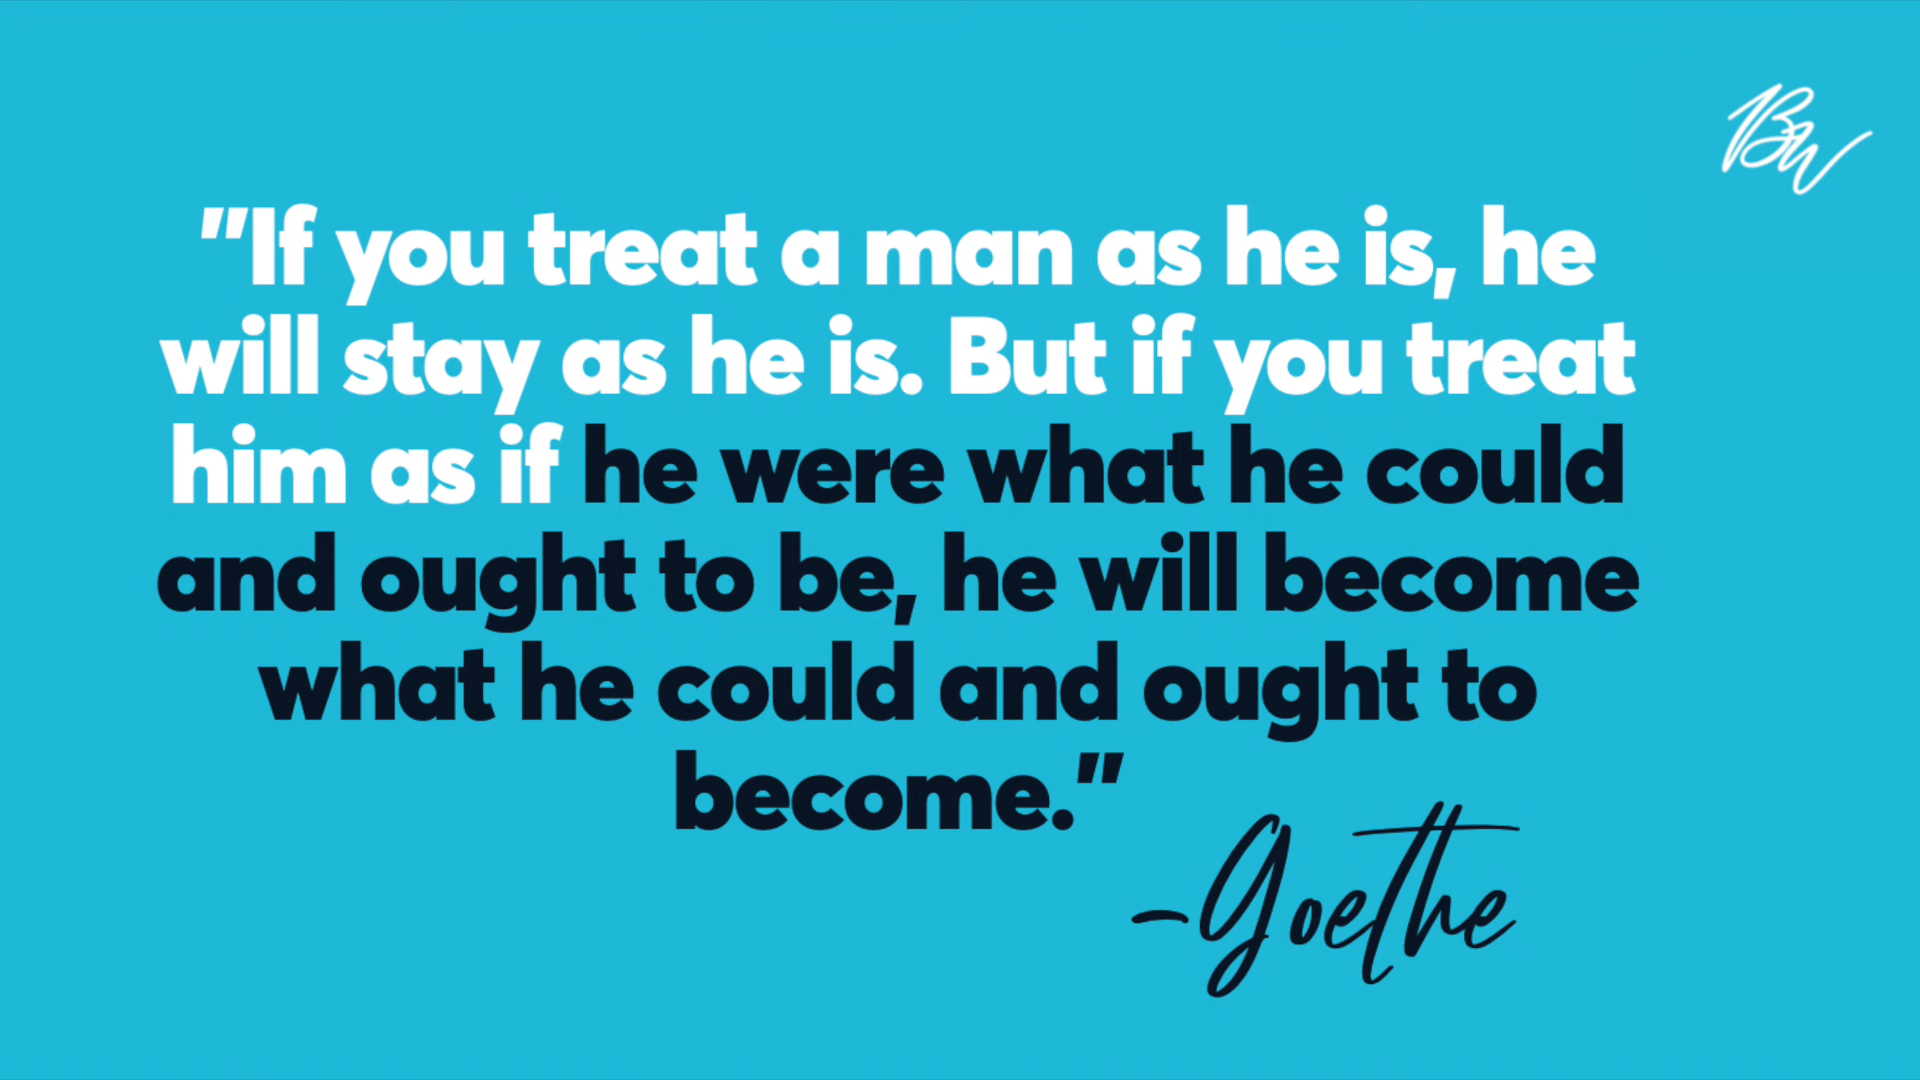 BW
"If you treat a man as he is, he
will stay as he is. But if you treat
him as if he were what he could
and ought to be, he will become
what he could and ought to
become."
-Goethe